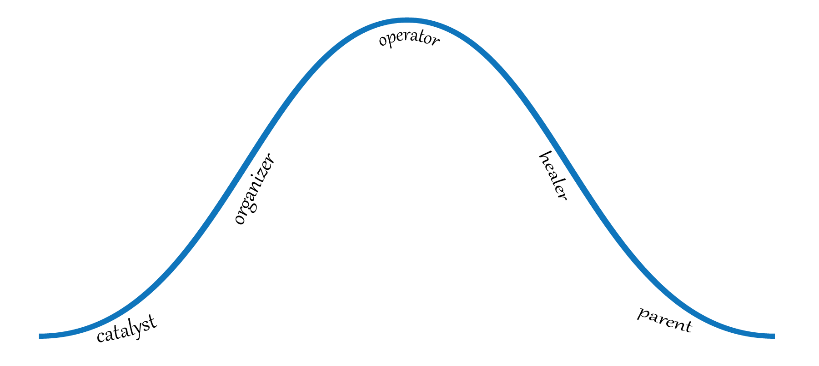 catalyst
organizer
operator
healer
parent